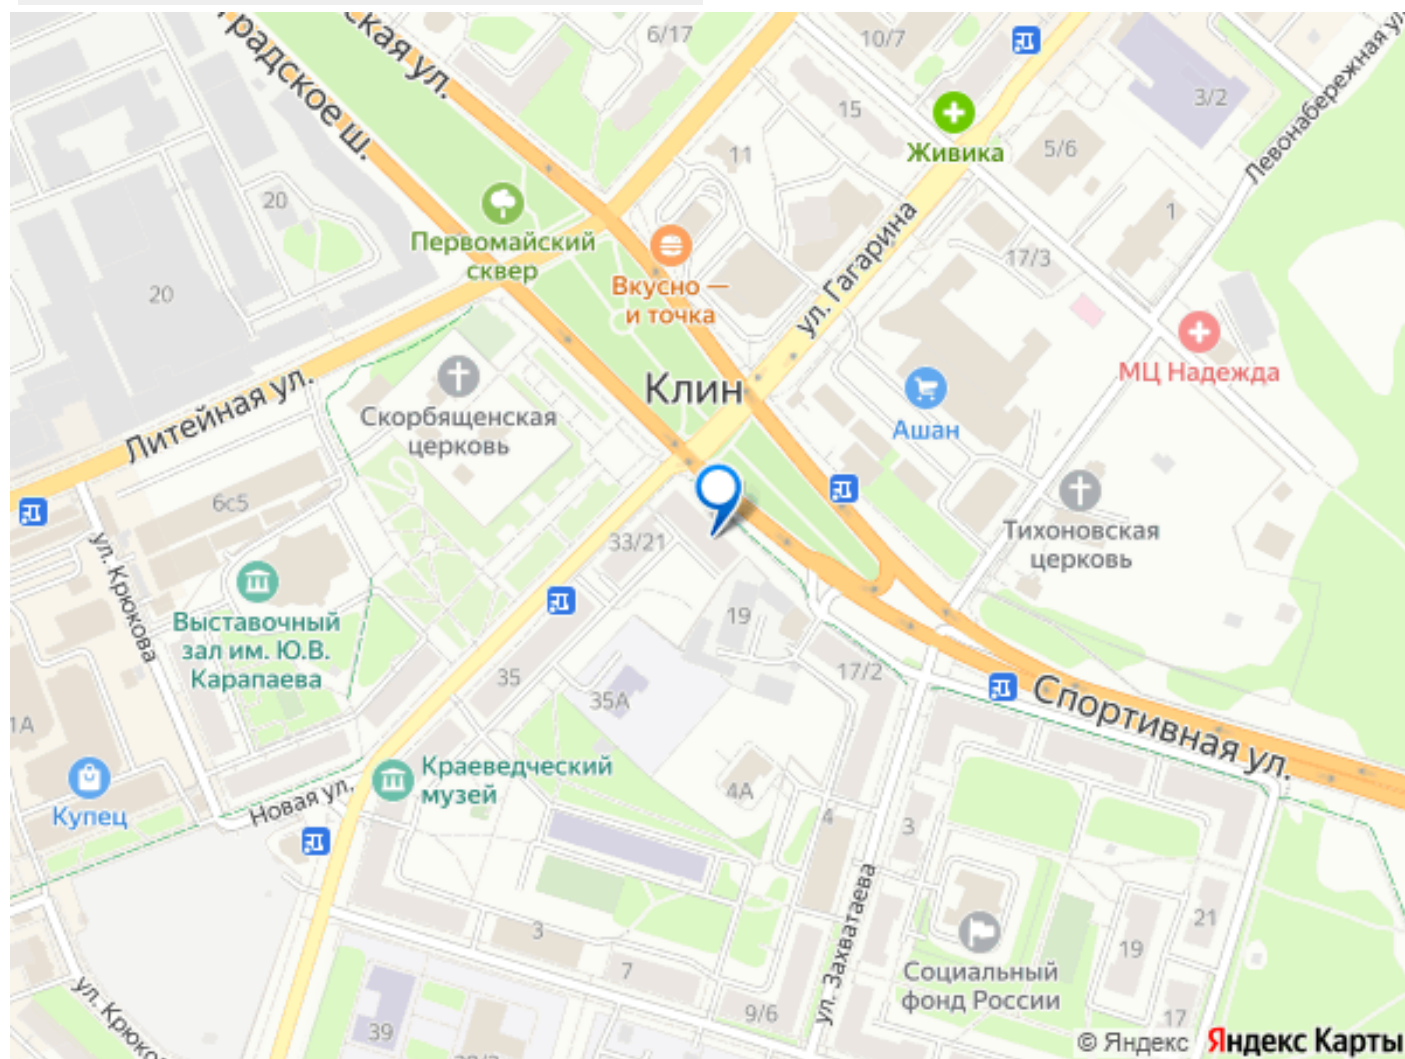 ская ул.
градское ш.
6/17
10/7
3/2
Левонабережная ул.
15
Живика
5/6
11
20
1
Первомайский
сквер
ул. Гагарина
17/3
20
Вкусно —
и точка
МЦ Надежда
Клин
Литейная ул.
Скорбященская
церковь
Ашан
6с5
Тихоновская
церковь
33/21
ул. Крюкова
19
Выставочный
зал им. Ю.В.
Карапаева
35
17/2
35А
Спортивная ул.
1А
Краеведческий
музей
4А
Купец
Новая ул.
4
3
ул. Захватаева
21
3
19
7
Социальный
фонд России
ул. Крюкова
9/6
17
39
© Яндекс Яндекс Карты